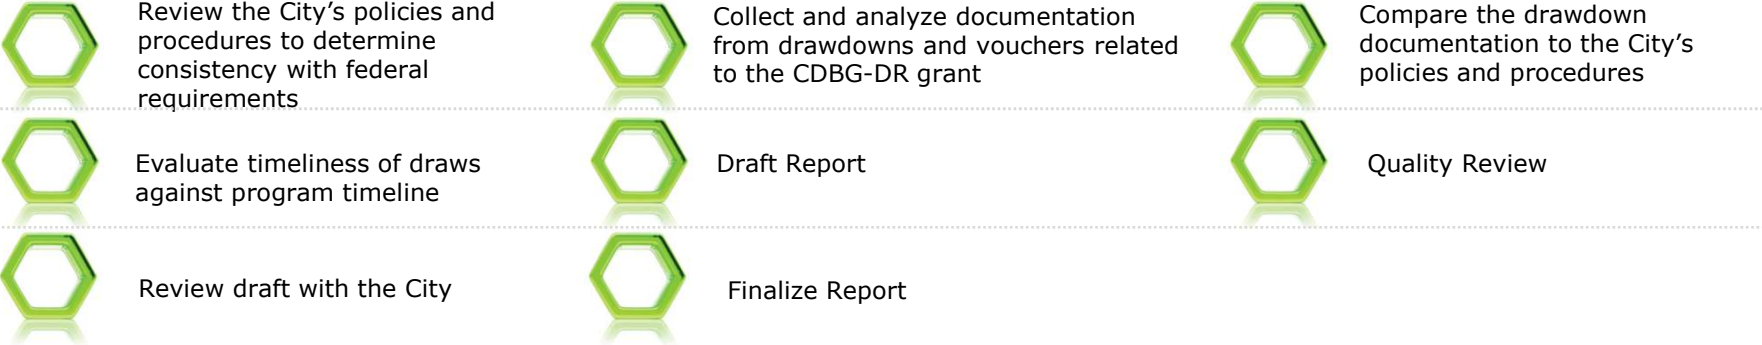 Review the City’s policies and
procedures to determine
consistency with federal
requirements
Collect and analyze documentation
from drawdowns and vouchers related
to the CDBG-DR grant
Compare the drawdown
documentation to the City’s
policies and procedures
Evaluate timeliness of draws
against program timeline
Draft Report
Quality Review
Review draft with the City
Finalize Report